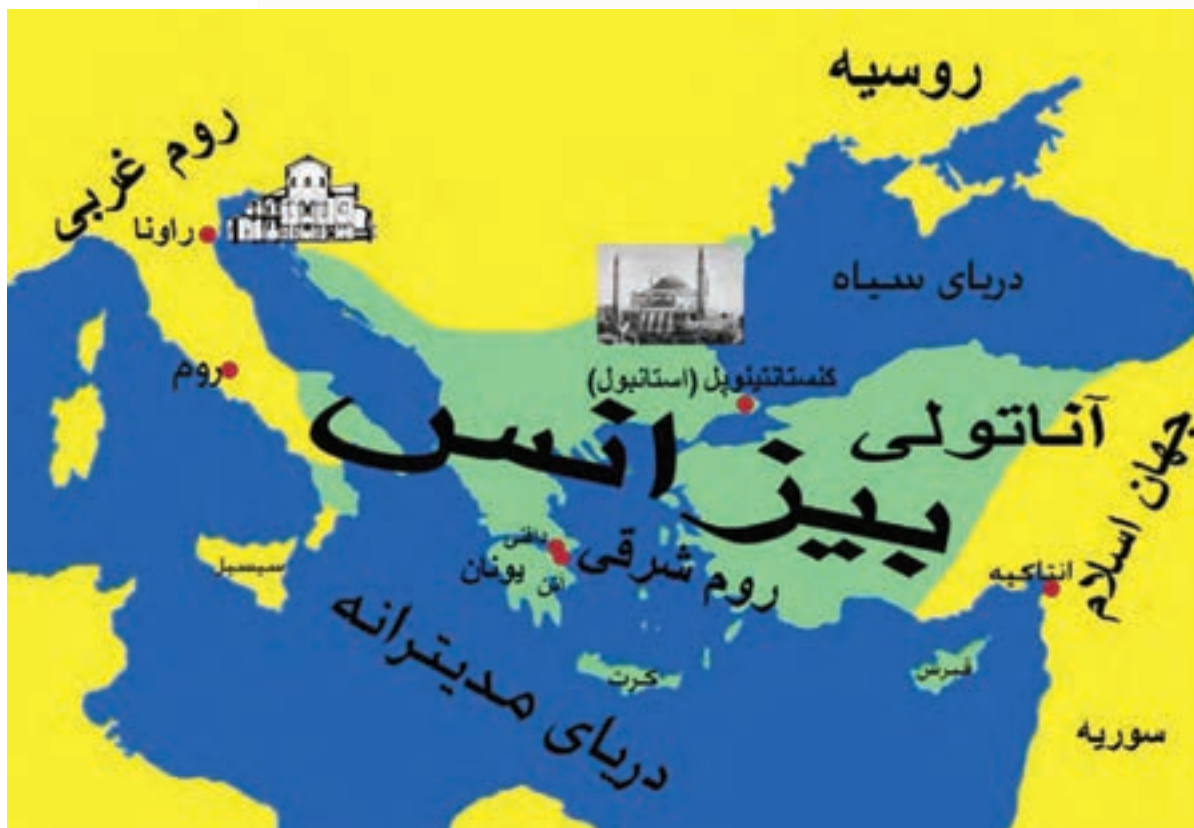 روسیه
روم غربی
راونا
دریای سیاه
روم
کنستانتینوپل (استانبول)
آناتولی
بیزانس
جهان اسلام
دافنی
آتن
یونان
روم شرقی
سیسیل
انتاکیه
دریای مدیترانه
کرت
قبرس
سوریه